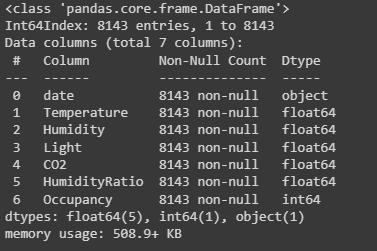 <class 'pandas.core.frame.DataFrame'>
Int64Index: 8143 entries, 1 to 8143
Data columns (total 7 columns):
 #   Column         Non-Null Count  Dtype
---  ------         --------------  -----
 0   date           8143 non-null   object
 1   Temperature    8143 non-null   float64
 2   Humidity       8143 non-null   float64
 3   Light          8143 non-null   float64
 4   CO2            8143 non-null   float64
 5   HumidityRatio  8143 non-null   float64
 6   Occupancy      8143 non-null   int64
dtypes: float64(5), int64(1), object(1)
memory usage: 508.9+ KB